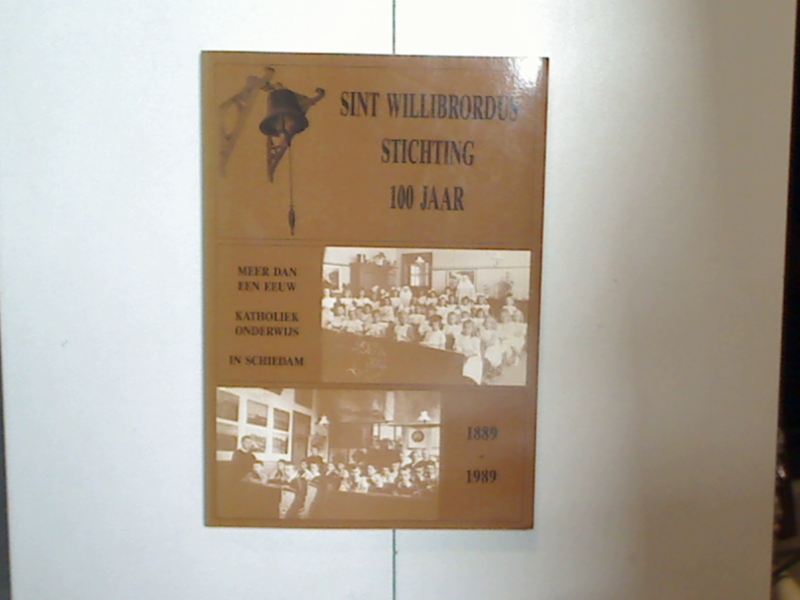 SINT WILLIBRORDUS
STICHTING
100 JAAR
MEER DAN
EEN EEUW
KATHOLIEK
ONDERWIJS
IN SCHIEDAM
1889
-
1989